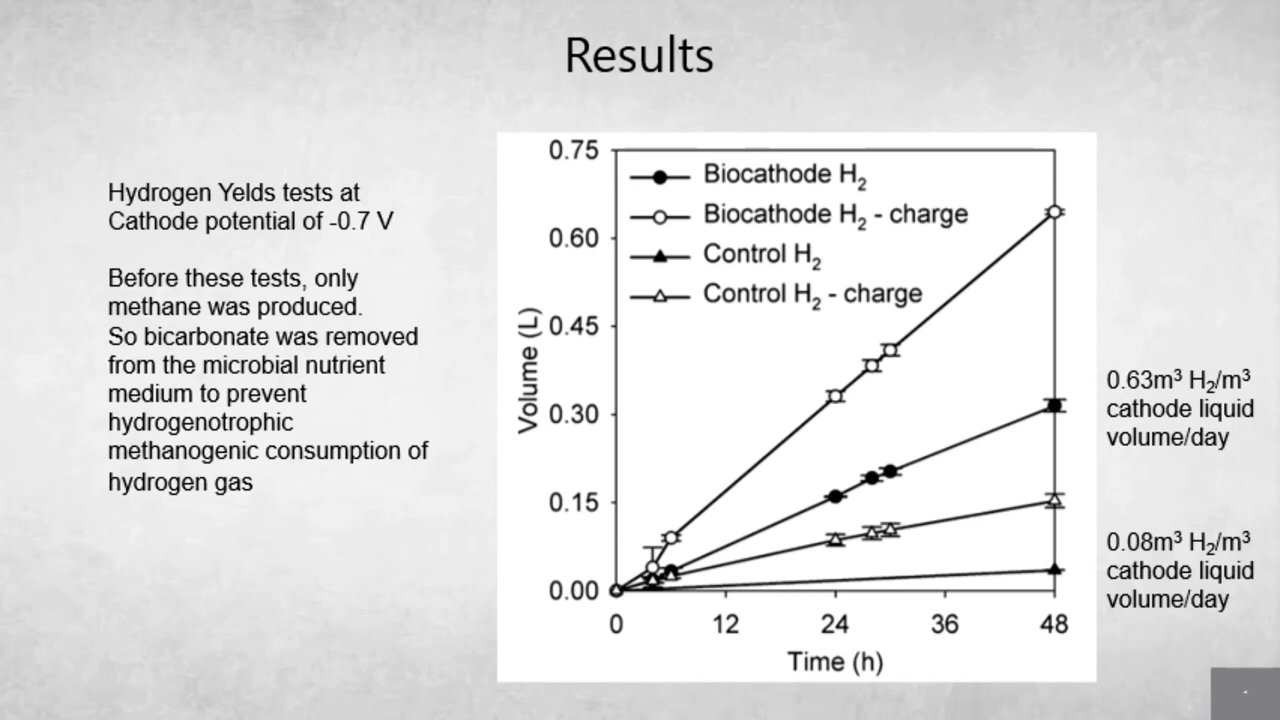 Results
Hydrogen Yelds tests at
Cathode potential of -0.7 V
Before these tests, only
methane was produced.
So bicarbonate was removed
from the microbial nutrient
medium to prevent
hydrogenotrophic
methanogenic consumption of
hydrogen gas
0.75
0.60
0.45
0.30
0.15
0.00
Volume (L)
Biocathode H₂
Biocathode H₂ - charge
Control H₂
Control H₂ - charge
0 12 24 36 48
Time (h)
0.63m³ H₂/m³
cathode liquid
volume/day
0.08m³ H₂/m³
cathode liquid
volume/day